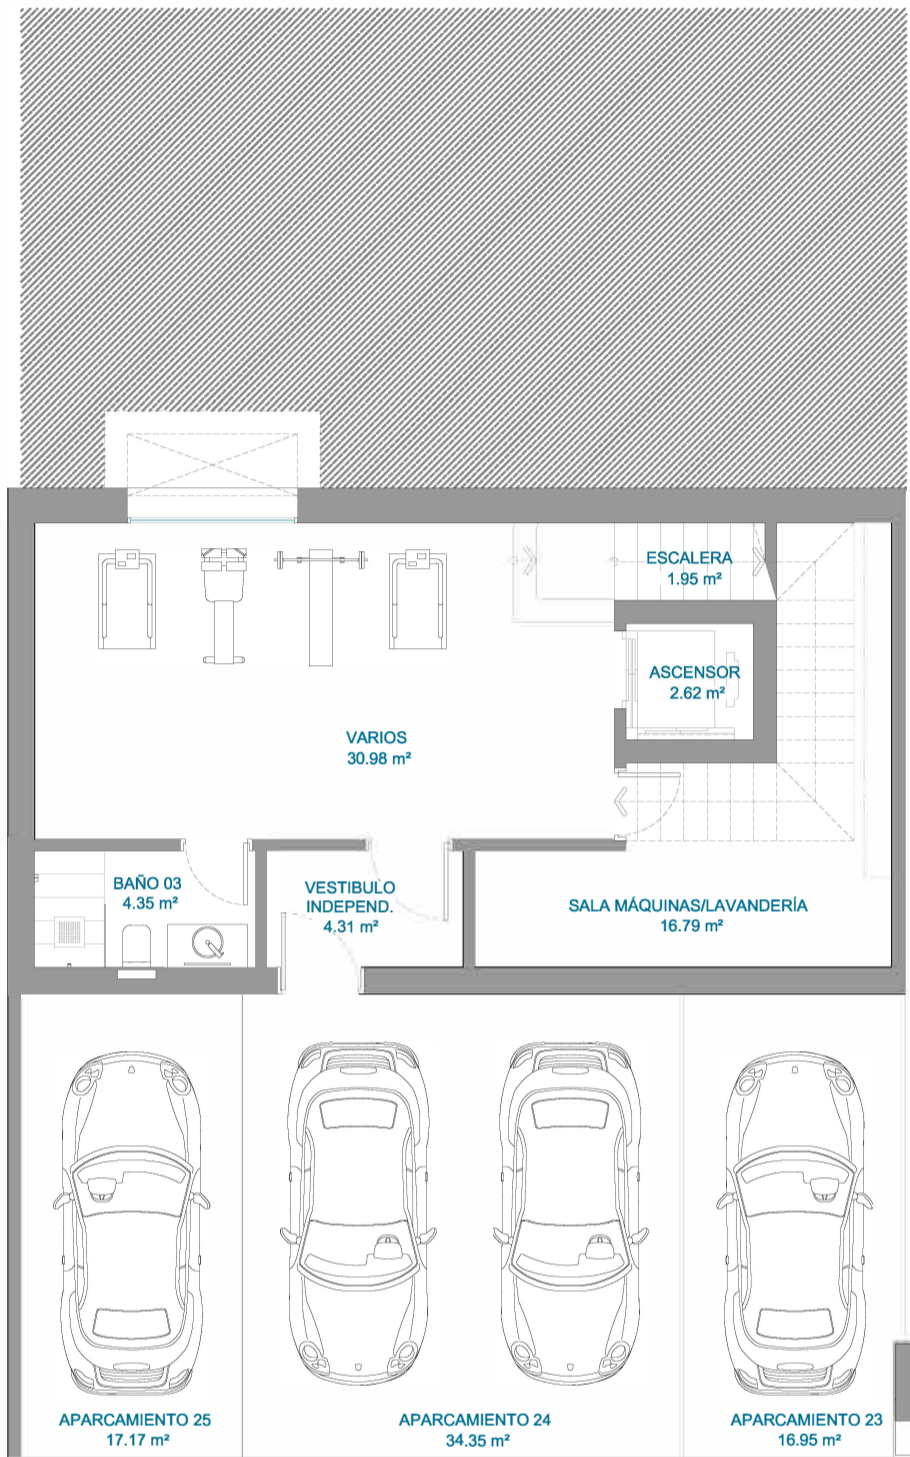 ESCALERA
1.95 m²
ASCENSOR
2.62 m²
VARIOS
30.98 m²
BAÑO 03
4.35 m²
VESTIBULO
INDEPEND.
4.31 m²
SALA MÁQUINAS/LAVANDERÍA
16.79 m²
APARCAMIENTO 25
17.17 m²
APARCAMIENTO 24
34.35 m²
APARCAMIENTO 23
16.95 m²